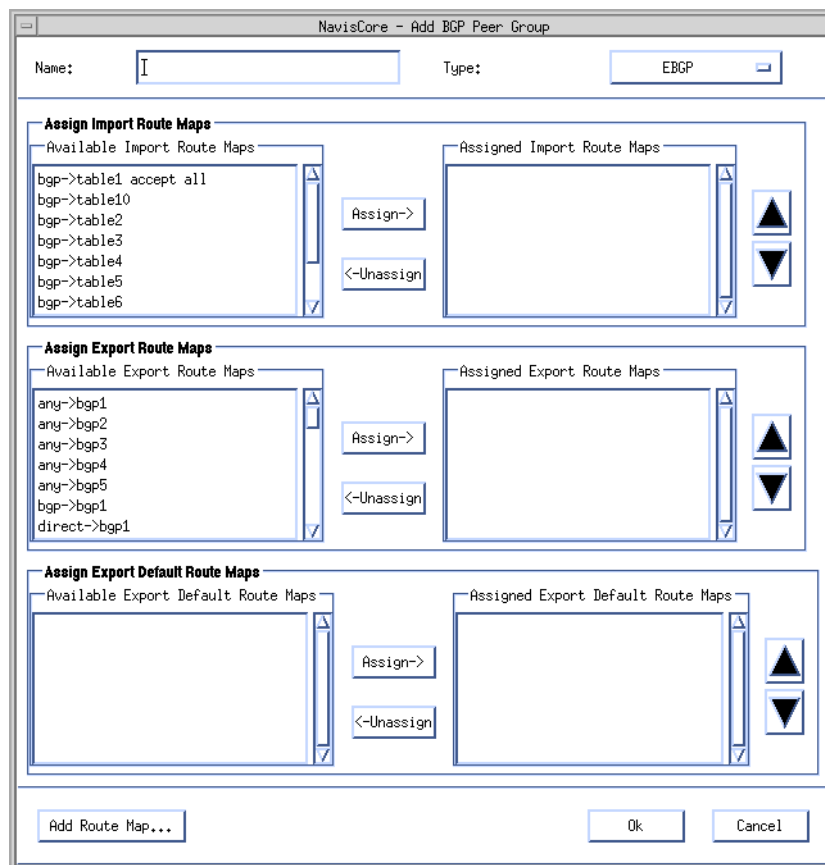 NavisCore - Add BGP Peer Group
Name: Type: EBGP
Assign Import Route Maps
Available Import Route Maps Assigned Import Route Maps
bgp->table1 accept all
bgp->table10
bgp->table2
bgp->table3
bgp->table4
bgp->table5
bgp->table6
Assign->
<-Unassign
Assign Export Route Maps
Available Export Route Maps Assigned Export Route Maps
any->bgp1
any->bgp2
any->bgp3
any->bgp4
any->bgp5
bgp->bgp1
direct->bgp1
Assign->
<-Unassign
Assign Export Default Route Maps
Available Export Default Route Maps Assigned Export Default Route Maps
Assign->
<-Unassign
Add Route Map... Ok Cancel